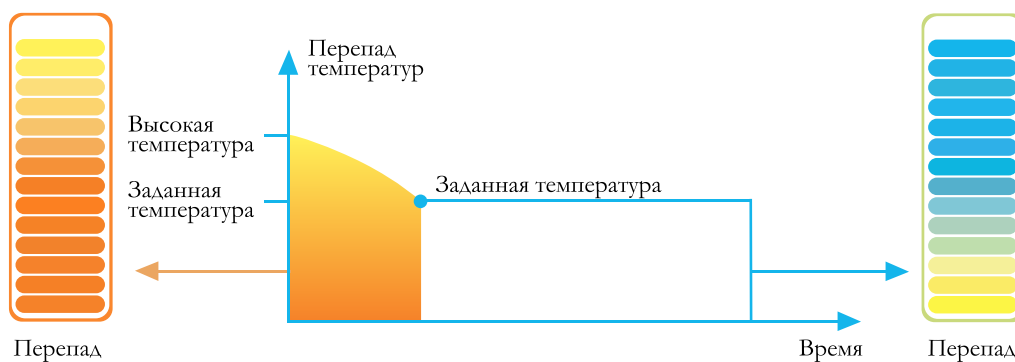 Перепад
температур
Высокая
температура
Заданная
температура
Заданная температура
Перепад
Время
Перепад